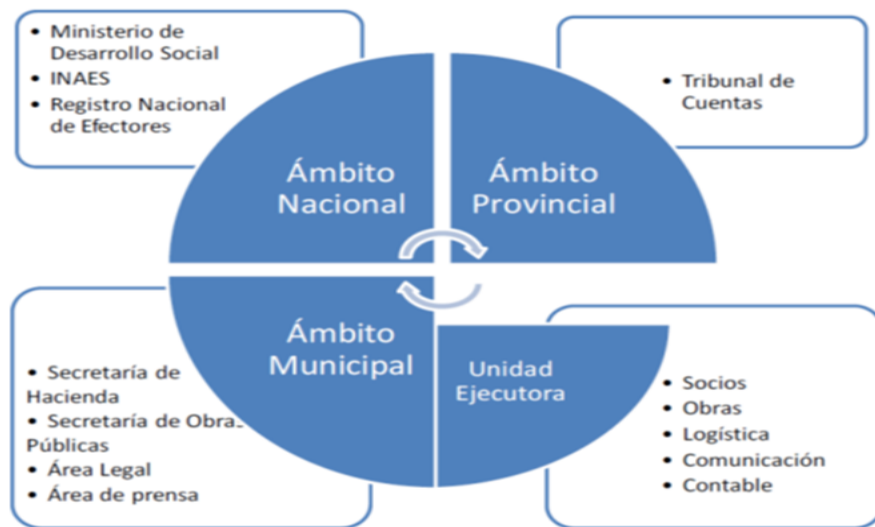 • Ministerio de
Desarrollo Social
• INAES
• Registro Nacional
de Efectores
• Tribunal de
Cuentas
Ámbito
Nacional
Ámbito
Provincial
Ámbito
Municipal
Unidad
Ejecutora
• Secretaría de
Hacienda
• Secretaría de Obras
Públicas
• Área Legal
• Área de prensa
• Socios
• Obras
• Logística
• Comunicación
• Contable